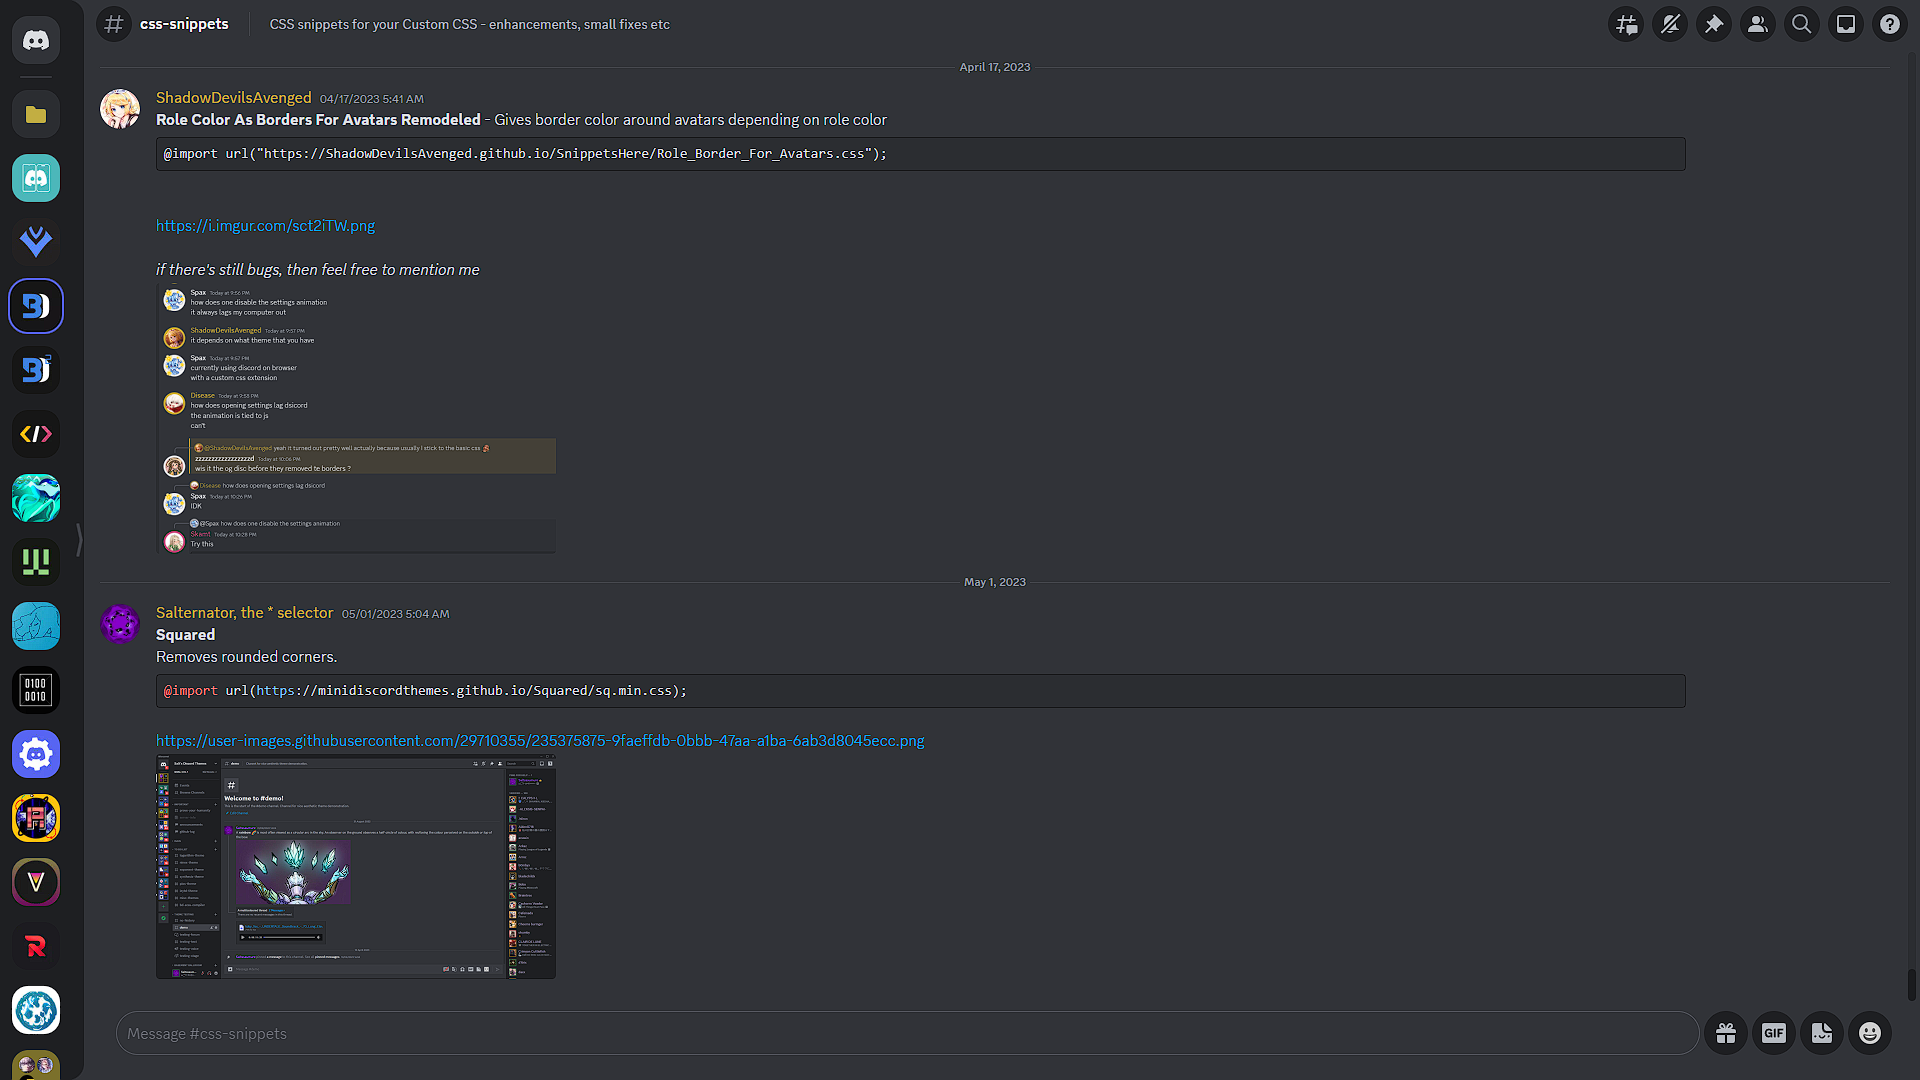 css-snippets
CSS snippets for your Custom CSS - enhancements, small fixes etc
April 17, 2023
ShadowDevilsAvenged 04/17/2023 5:41 AM
Role Color As Borders For Avatars Remodeled - Gives border color around avatars depending on role color
@import url("https://ShadowDevilsAvenged.github.io/SnippetsHere/Role_Border_For_Avatars.css");
https://i.imgur.com/sct2iTW.png
if there's still bugs, then feel free to mention me
Spax Today at 9:56 PM
how does one disable the settings animation
it always lags my computer out
ShadowDevilsAvenged Today at 9:57 PM
it depends on what theme that you have
Spax Today at 9:57 PM
currently using discord on browser
with a custom css extension
Disease Today at 9:58 PM
how does opening settings lag dsicord
the animation is tied to js
can't
@ShadowDevilsAvenged yeah it turned out pretty well actually because usually I stick to the basic css
Today at 10:06 PM
wis it the og disc before they removed te borders ?
Disease how does opening settings lag dsicord
Spax Today at 10:26 PM
IDK
@Spax how does one disable the settings animation
Skamt Today at 10:28 PM
Try this
May 1, 2023
Salternator, the * selector 05/01/2023 5:04 AM
Squared
Removes rounded corners.
@import url(https://minidiscordthemes.github.io/Squared/sq.min.css);
https://user-images.githubusercontent.com/29710355/235375875-9faeffdb-0bbb-47aa-a1ba-6ab3d8045ecc.png
demo
Welcome to #demo!
Message #css-snippets
GIF
0100
0010